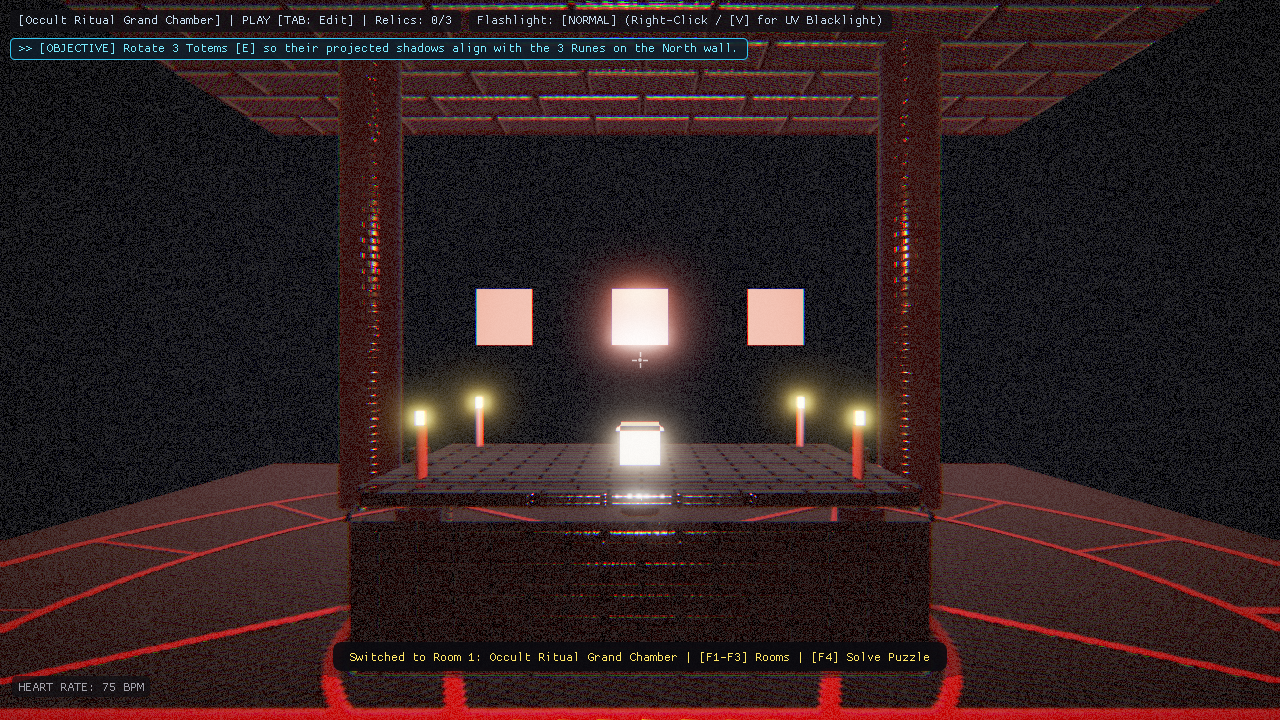 [Occult Ritual Grand Chamber] | PLAY [TAB: Edit] | Relics: 0/3 Flashlight: [NORMAL] (Right-Click / [V] for UV Blacklight)
>> [OBJECTIVE] Rotate 3 Totems [E] so their projected shadows align with the 3 Runes on the North wall.
Switched to Room 1: Occult Ritual Grand Chamber | [F1-F3] Rooms | [F4] Solve Puzzle
HEART RATE: 75 BPM